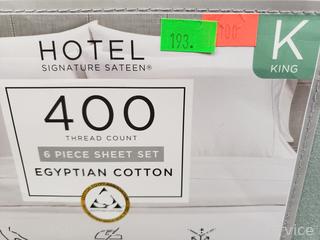 HOTEL
SIGNATURE SATEEN®
193.
K
KING
400
THREAD COUNT
6 PIECE SHEET SET
EGYPTIAN COTTON